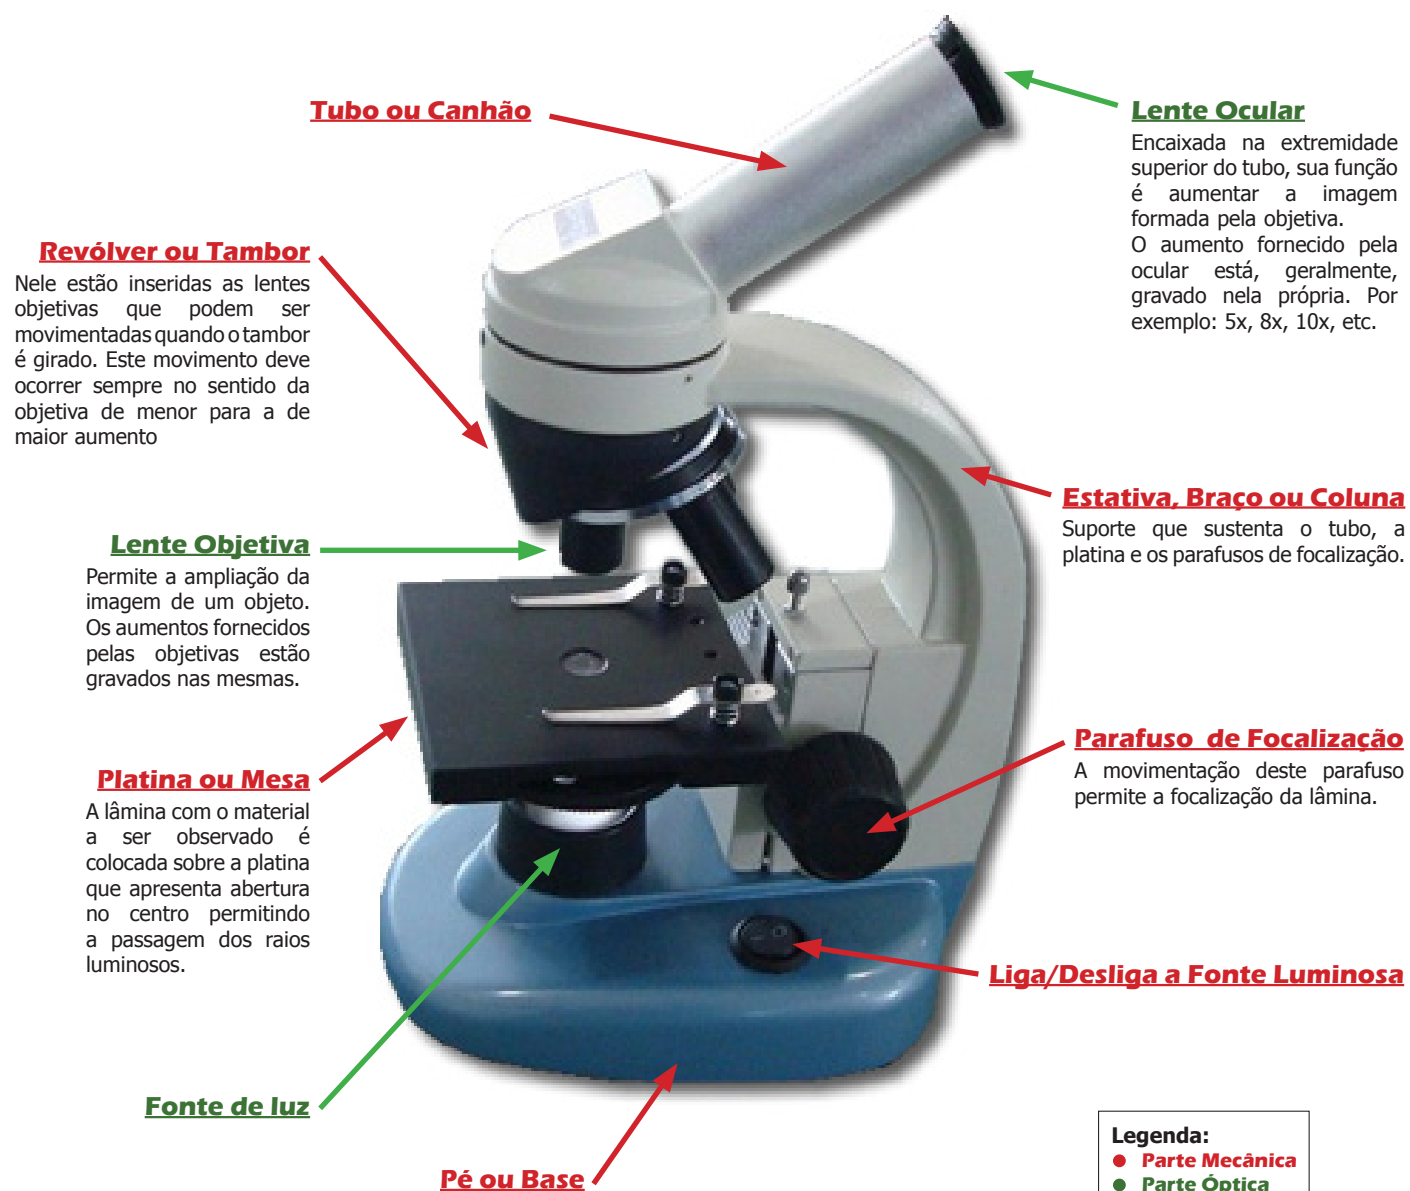 Tubo ou Canhão
Lente Ocular
Encaixada na extremidade
superior do tubo, sua função
é aumentar a imagem
formada pela objetiva.
O aumento fornecido pela
ocular está, geralmente,
gravado nela própria. Por
exemplo: 5x, 8x, 10x, etc.
Revólver ou Tambor
Nele estão inseridas as lentes
objetivas que podem ser
movimentadas quando o tambor
é girado. Este movimento deve
ocorrer sempre no sentido da
objetiva de menor para a de
maior aumento
Estativa, Braço ou Coluna
Suporte que sustenta o tubo, a
platina e os parafusos de focalização.
Lente Objetiva
Permite a ampliação da
imagem de um objeto.
Os aumentos fornecidos
pelas objetivas estão
gravados nas mesmas.
Parafuso de Focalização
A movimentação deste parafuso
permite a focalização da lâmina.
Platina ou Mesa
A lâmina com o material
a ser observado é
colocada sobre a platina
que apresenta abertura
no centro permitindo
a passagem dos raios
luminosos.
Liga/Desliga a Fonte Luminosa
Fonte de luz
Pé ou Base
Legenda:
Parte Mecânica
Parte Óptica